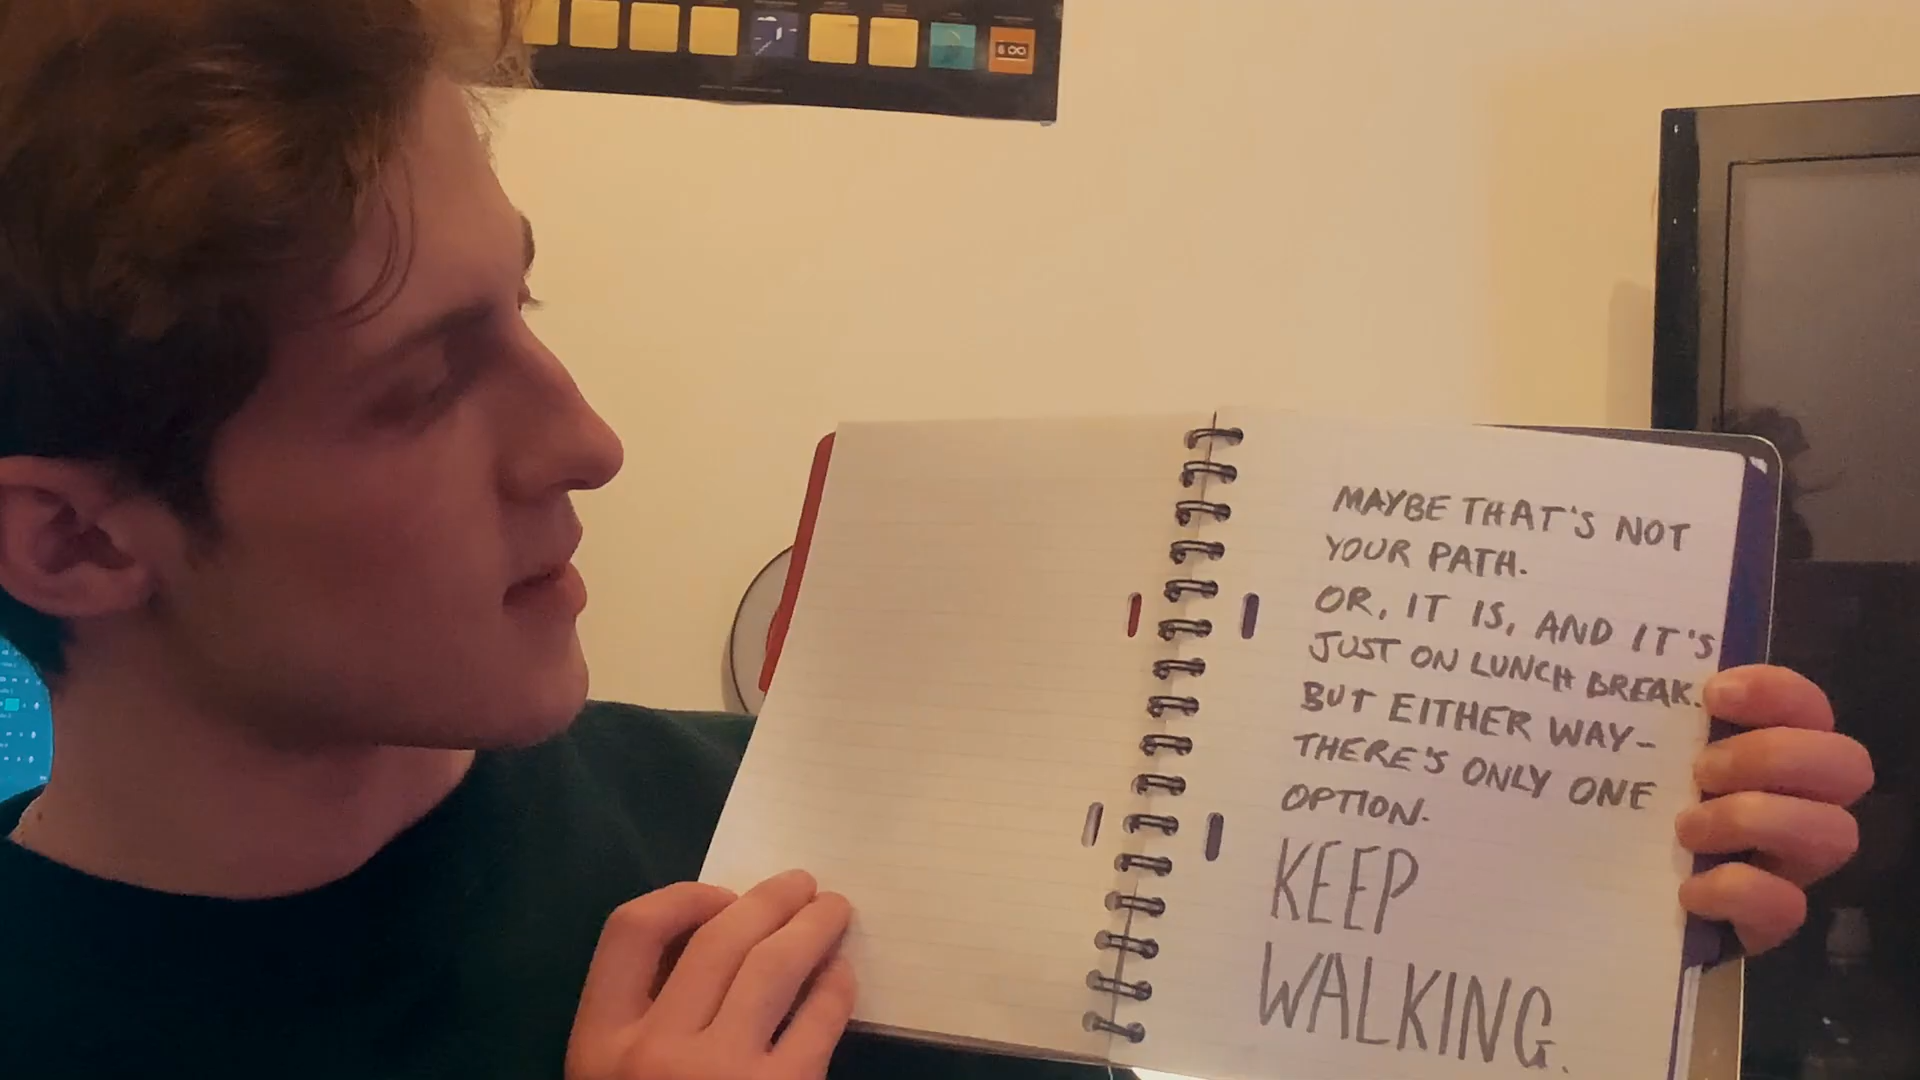 MAYBE THAT'S NOT
YOUR PATH.
OR, IT IS, AND IT'S
JUST ON LUNCH BREAK.
BUT EITHER WAY-
THERE'S ONLY ONE
OPTION.
KEEP
WALKING.